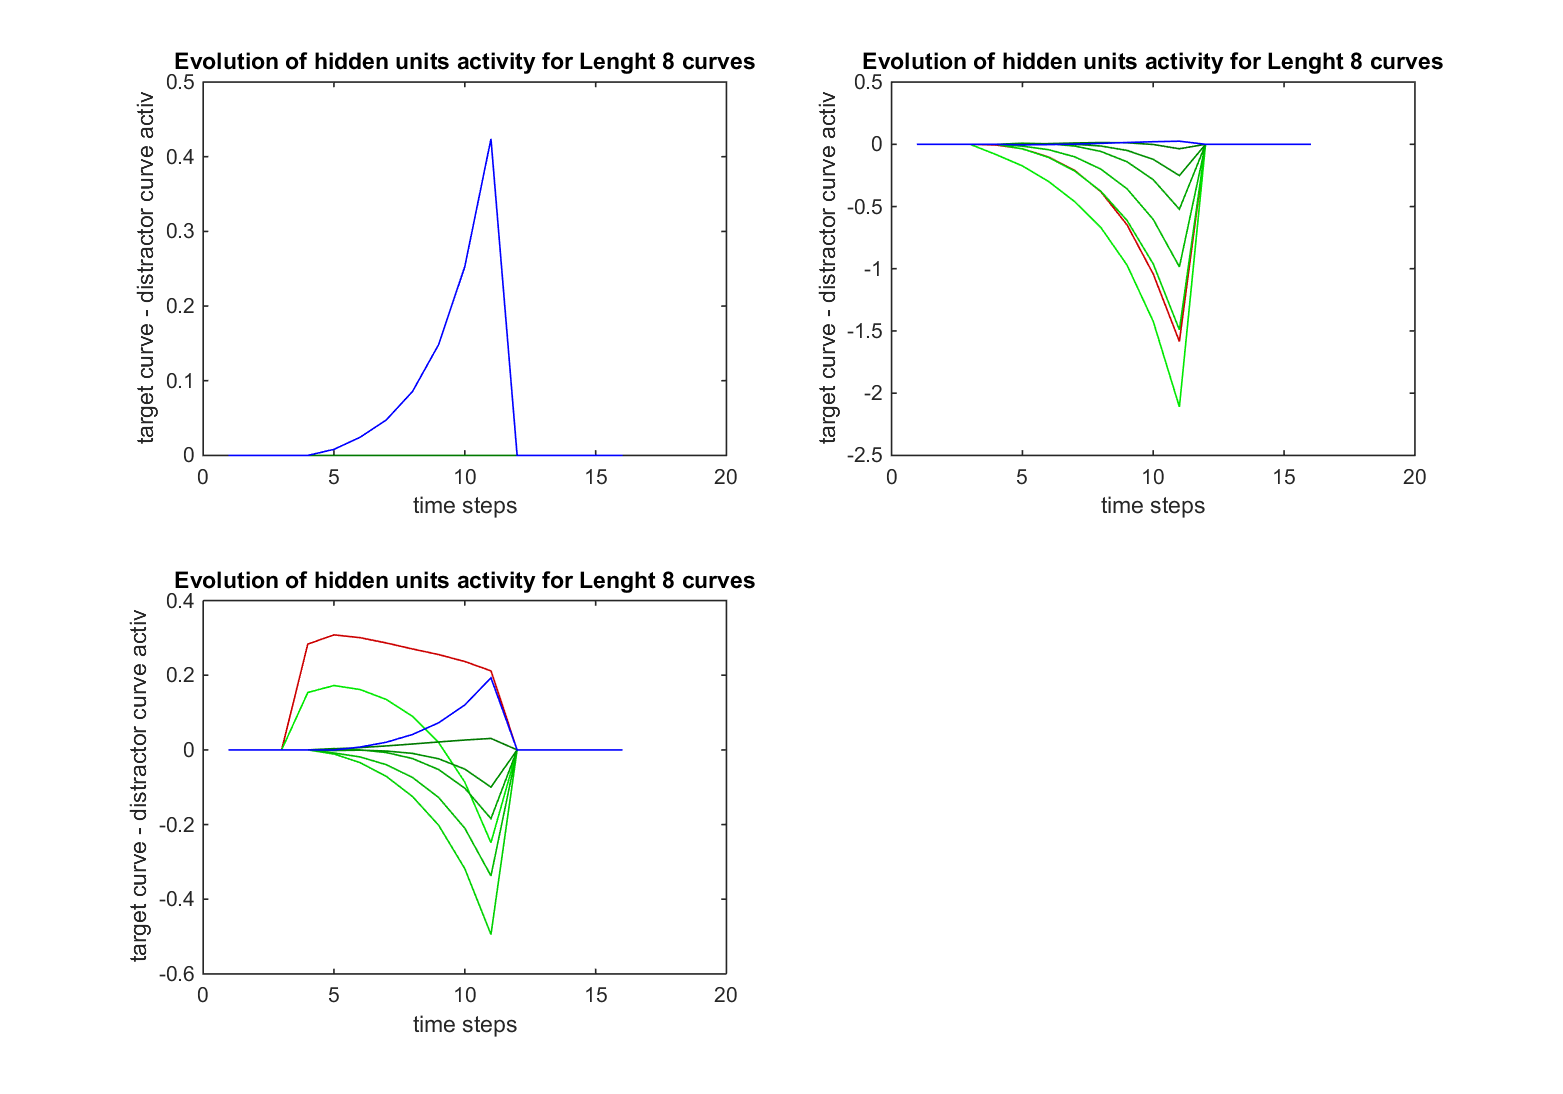 Evolution of hidden units activity for Lenght 8 curves
target curve - distractor curve activ
0.5
0.4
0.3
0.2
0.1
0
0 5 10 15 20
time steps
Evolution of hidden units activity for Lenght 8 curves
target curve - distractor curve activ
0.5
0
-0.5
-1
-1.5
-2
-2.5
0 5 10 15 20
time steps
Evolution of hidden units activity for Lenght 8 curves
target curve - distractor curve activ
0.4
0.2
0
-0.2
-0.4
-0.6
0 5 10 15 20
time steps